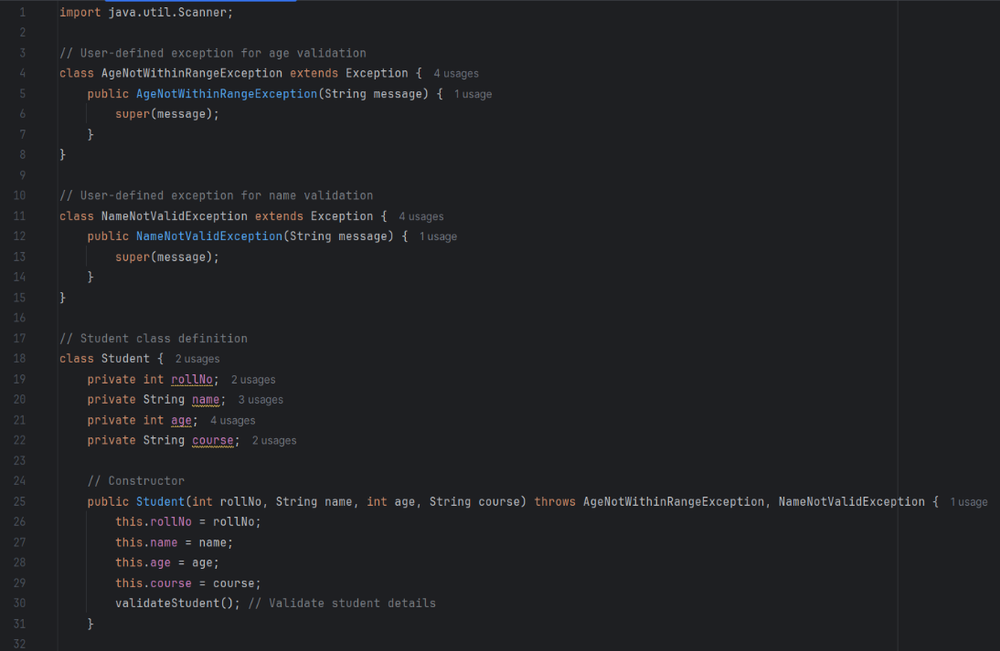 1 import java.util.Scanner;
2
3 // User-defined exception for age validation
4 class AgeNotWithinRangeException extends Exception { 4 usages
5     public AgeNotWithinRangeException(String message) { 1 usage
6         super(message);
7     }
8 }
9
10 // User-defined exception for name validation
11 class NameNotValidException extends Exception { 4 usages
12     public NameNotValidException(String message) { 1 usage
13         super(message);
14     }
15 }
16
17 // Student class definition
18 class Student { 2 usages
19     private int rollNo; 2 usages
20     private String name; 3 usages
21     private int age; 4 usages
22     private String course; 2 usages
23
24     // Constructor
25     public Student(int rollNo, String name, int age, String course) throws AgeNotWithinRangeException, NameNotValidException { 1 usage
26         this.rollNo = rollNo;
27         this.name = name;
28         this.age = age;
29         this.course = course;
30         validateStudent(); // Validate student details
31     }
32